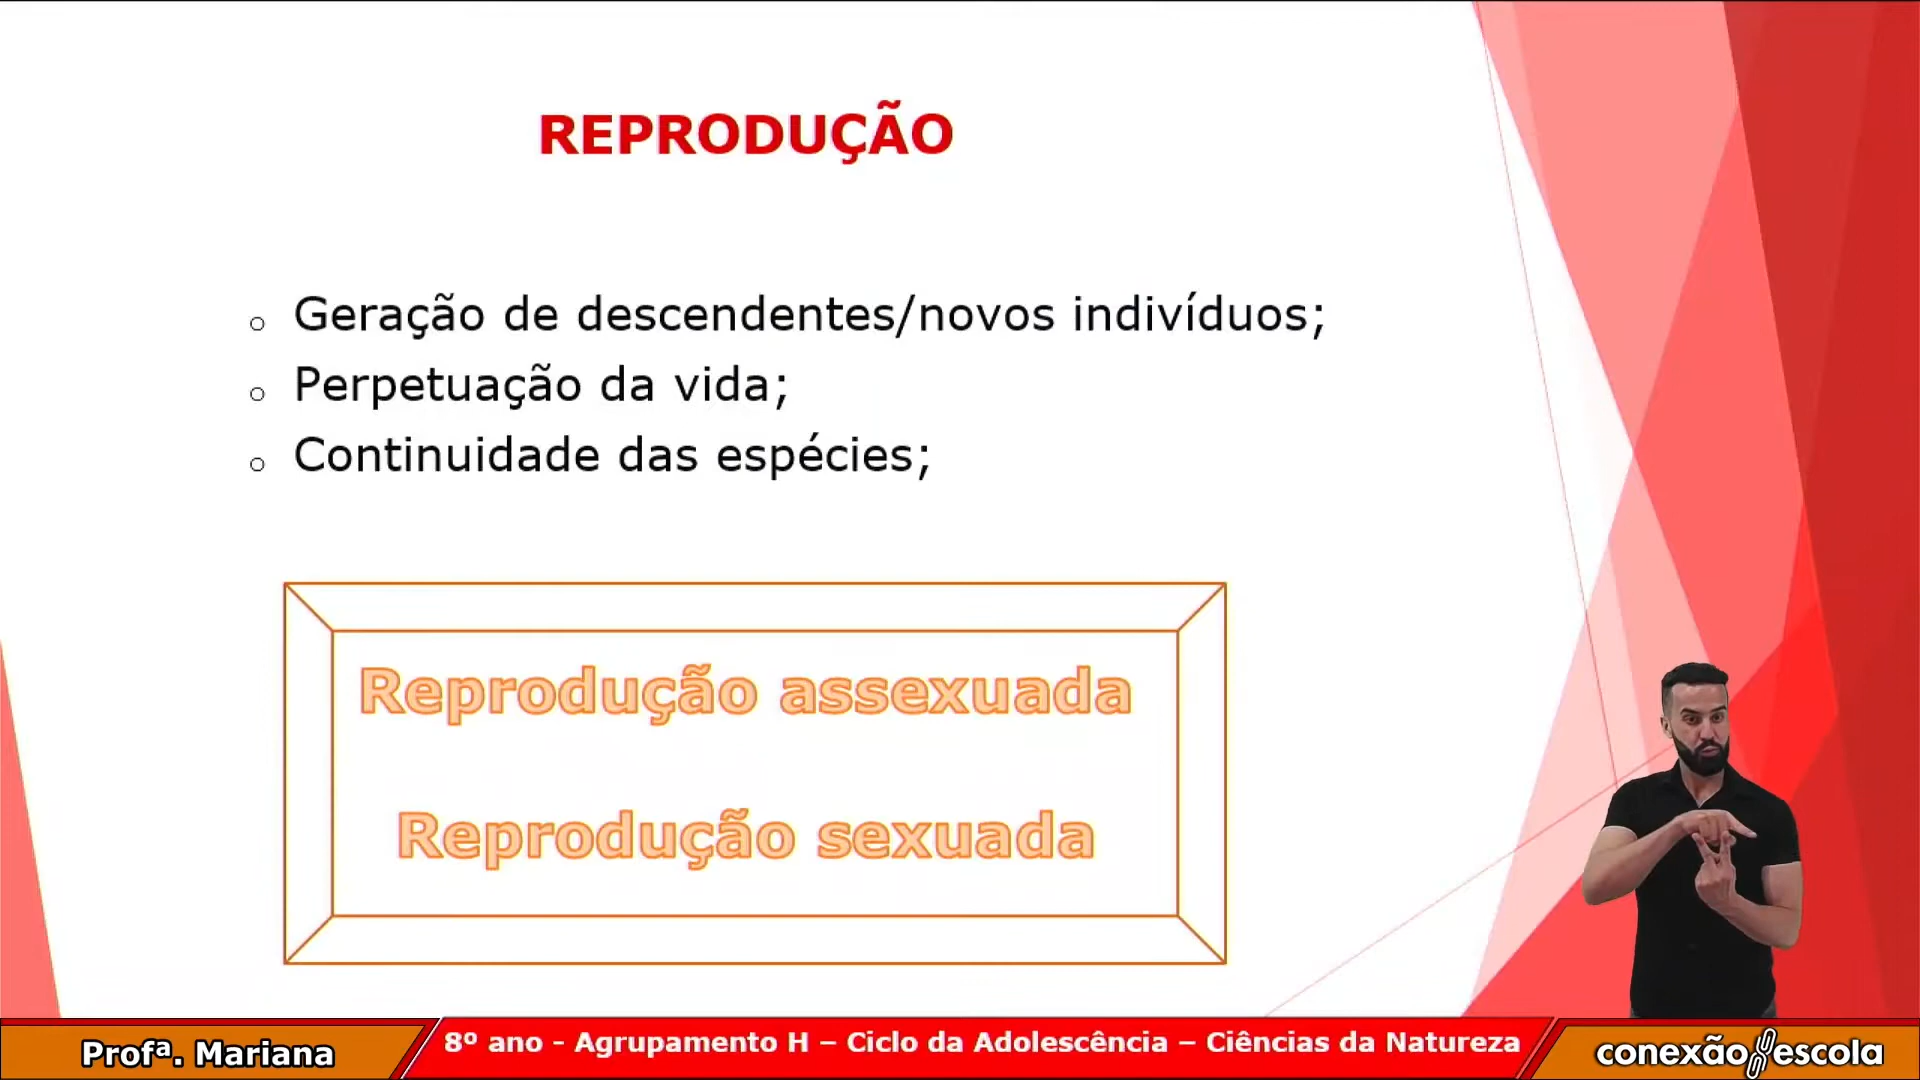 REPRODUÇÃO
Geração de descendentes/novos indivíduos;
Perpetuação da vida;
Continuidade das espécies;
Reprodução assexuada
Reprodução sexuada
Profª. Mariana
8º ano - Agrupamento H – Ciclo da Adolescência – Ciências da Natureza
conexão escola